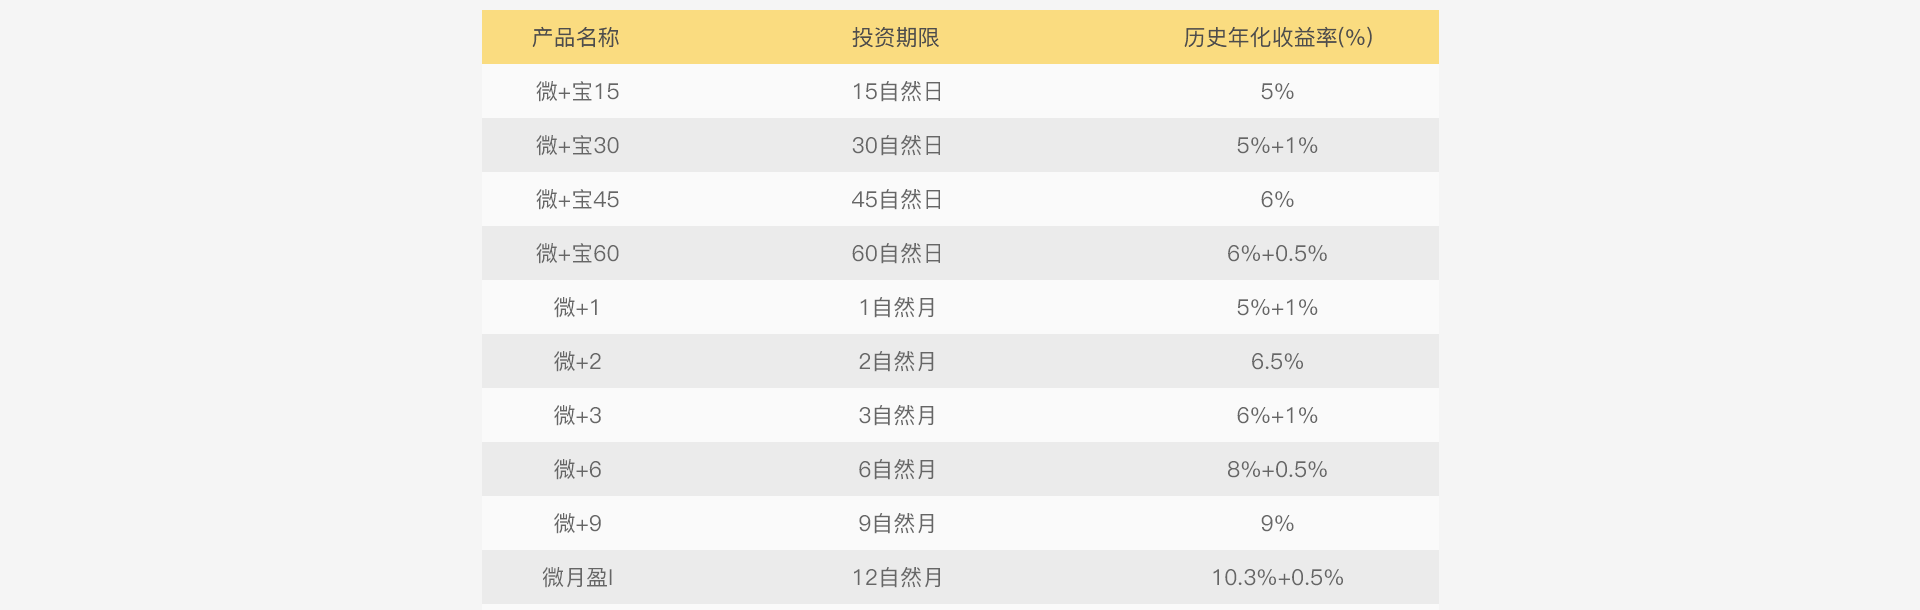 产品名称 投资期限 历史年化收益率(%)
微+宝15 15自然日 5%
微+宝30 30自然日 5%+1%
微+宝45 45自然日 6%
微+宝60 60自然日 6%+0.5%
微+1 1自然月 5%+1%
微+2 2自然月 6.5%
微+3 3自然月 6%+1%
微+6 6自然月 8%+0.5%
微+9 9自然月 9%
微月盈I 12自然月 10.3%+0.5%